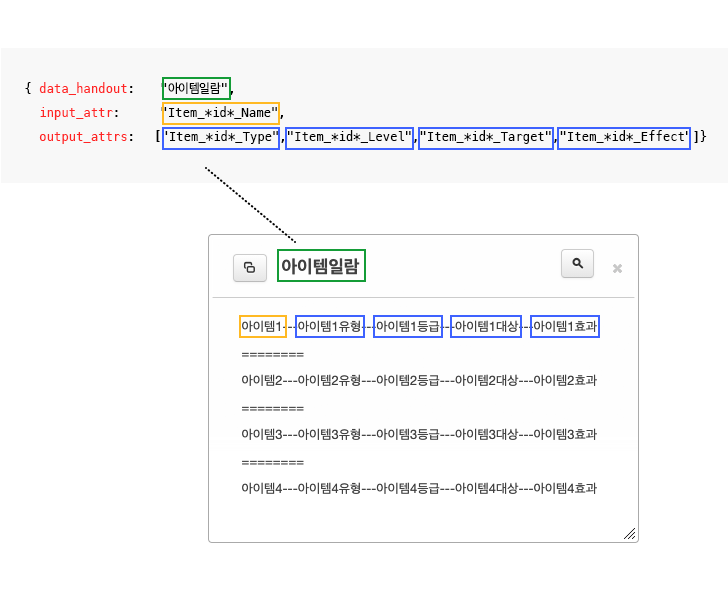 { data_handout: "아이템일람",
input_attr: "Item_*id*_Name",
output_attrs: ["Item_*id*_Type","Item_*id*_Level","Item_*id*_Target","Item_*id*_Effect"]}
아이템일람
아이템1---아이템1유형---아이템1등급---아이템1대상---아이템1효과
========
아이템2---아이템2유형---아이템2등급---아이템2대상---아이템2효과
========
아이템3---아이템3유형---아이템3등급---아이템3대상---아이템3효과
========
아이템4---아이템4유형---아이템4등급---아이템4대상---아이템4효과